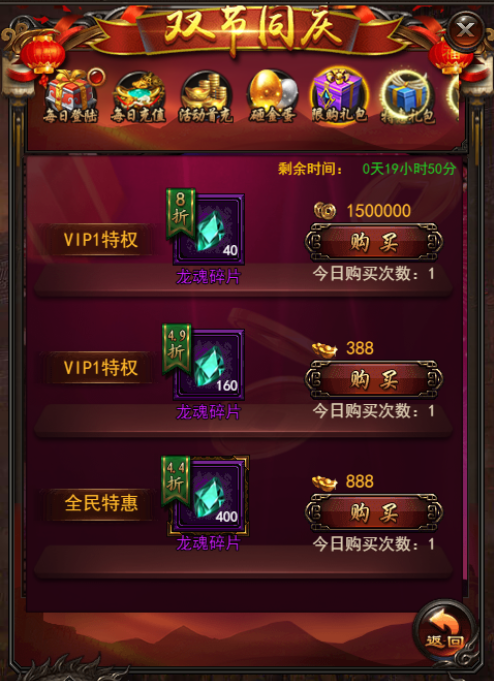 双节同庆
福
每日登陆
每日充值
活动首充
砸金蛋
限购礼包
礼包
剩余时间： 0天19小时50分
VIP1特权
8折
40
龙魂碎片
1500000
购买
今日购买次数：1
VIP1特权
4.9折
160
龙魂碎片
388
购买
今日购买次数：1
全民特惠
4.4折
400
龙魂碎片
888
购买
今日购买次数：1
返回